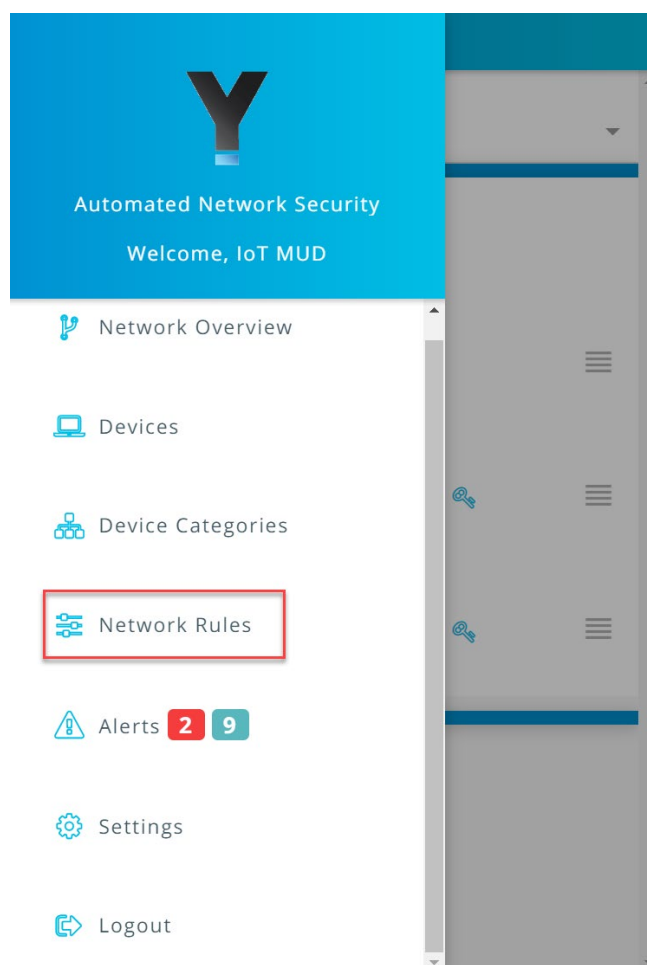 Y
Automated Network Security
Welcome, IoT MUD
Network Overview
Devices
Device Categories
Network Rules
Alerts 2 9
Settings
Logout